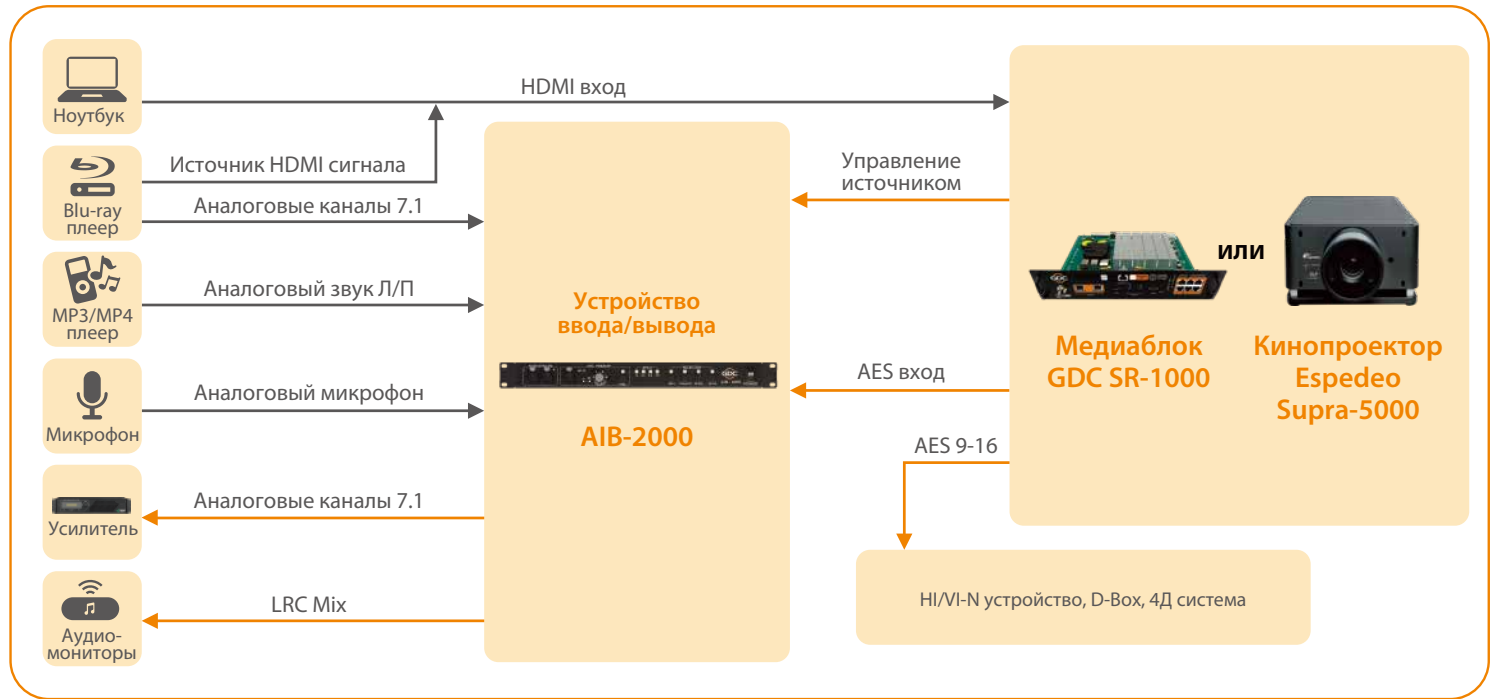 Ноутбук
HDMI вход
Источник HDMI сигнала
Blu-ray
плеер
Аналоговые каналы 7.1
MP3/MP4
плеер
Аналоговый звук Л/П
Микрофон
Аналоговый микрофон
Усилитель
Аналоговые каналы 7.1
Аудио-
мониторы
LRC Mix
Устройство
ввода/вывода
AIB-2000
Управление
источником
AES вход
AES 9-16
или
Медиаблок
GDC SR-1000
Кинопроектор
Espedeo
Supra-5000
HI/VI-N устройство, D-Box, 4Д система